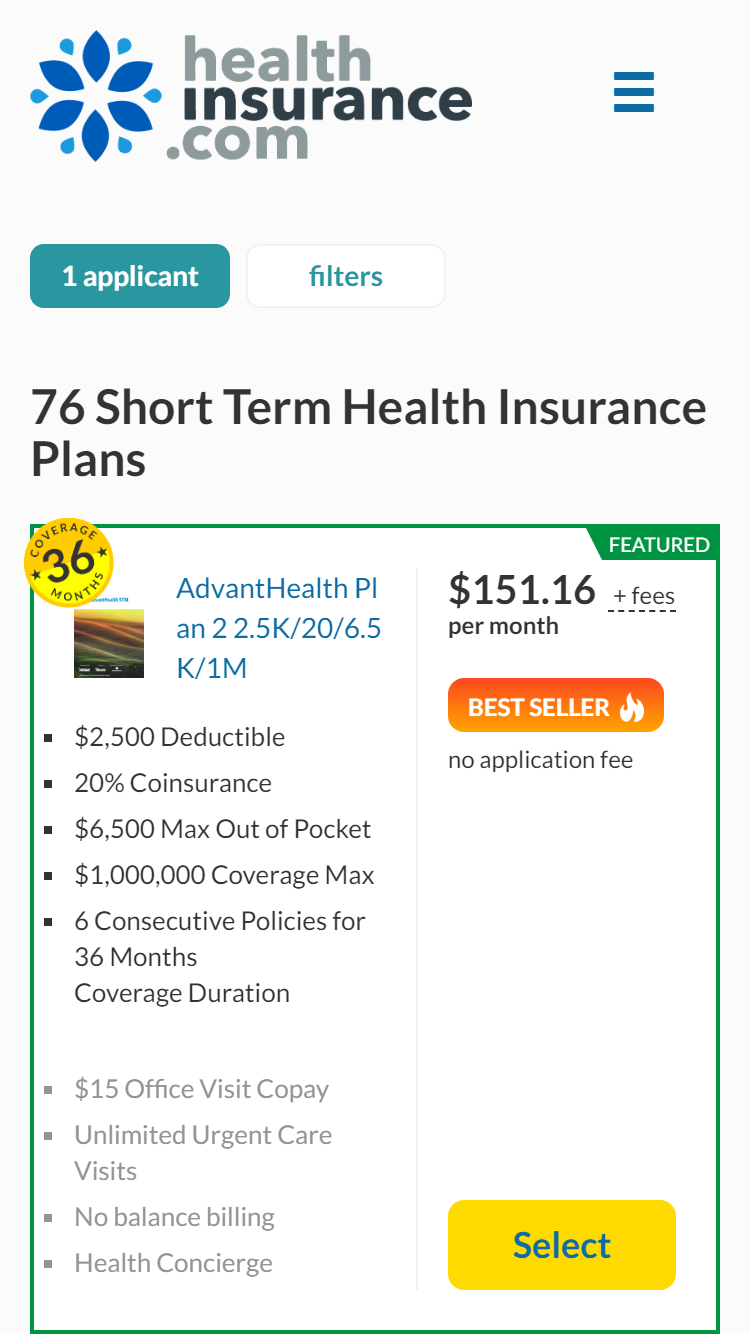 health
insurance
.com
1 applicant
filters
76 Short Term Health Insurance
Plans
COVERAGE
36
MONTHS
FEATURED
AdvantHealth Pl
an 2 2.5K/20/6.5
K/1M
$151.16 + fees
per month
BEST SELLER
no application fee
$2,500 Deductible
20% Coinsurance
$6,500 Max Out of Pocket
$1,000,000 Coverage Max
6 Consecutive Policies for
36 Months
Coverage Duration
$15 Office Visit Copay
Unlimited Urgent Care
Visits
No balance billing
Health Concierge
Select